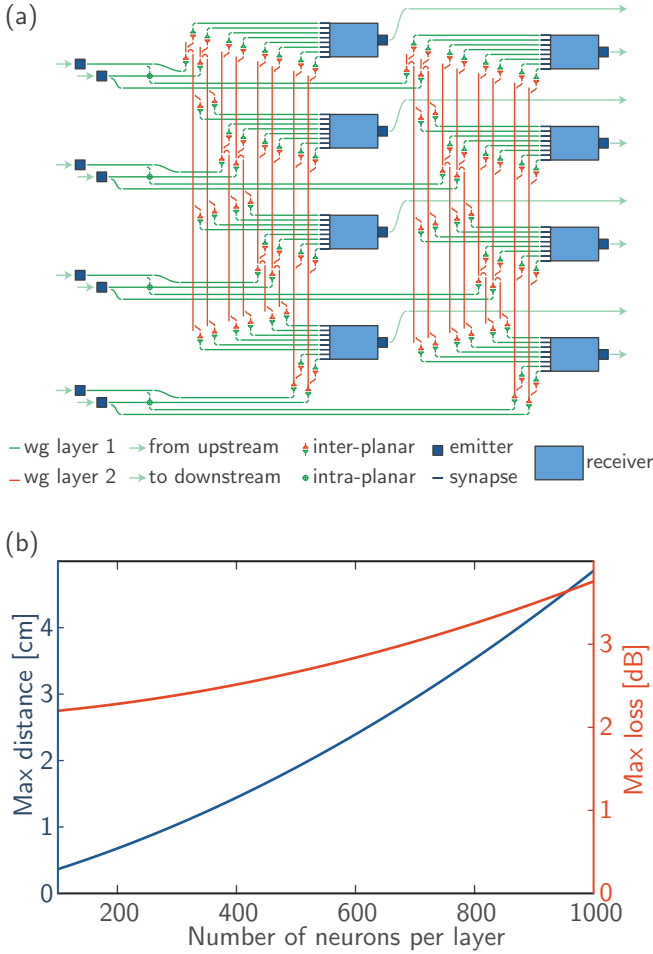 (a)
wg layer 1
from upstream
inter-planar
emitter
receiver
wg layer 2
to downstream
intra-planar
synapse
(b)
Max distance [cm]
4
3
2
1
0
Max loss [dB]
3
2
1
0
200
400
600
800
1000
Number of neurons per layer